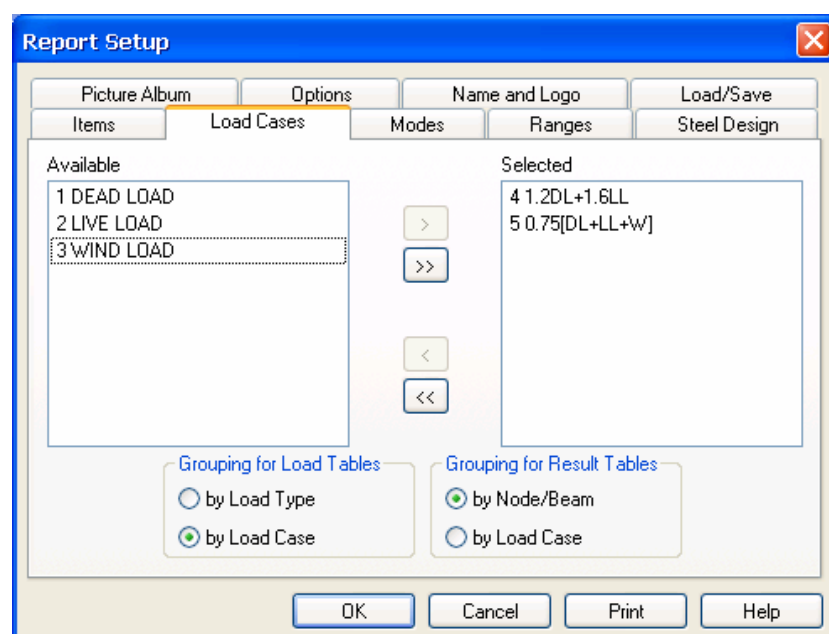 Report Setup
Picture Album Options Name and Logo Load/Save
Items Load Cases Modes Ranges Steel Design
Available Selected
1 DEAD LOAD
2 LIVE LOAD
3 WIND LOAD
>
>>
<
<<
4 1.2DL+1.6LL
5 0.75[DL+LL+W]
Grouping for Load Tables
by Load Type
by Load Case
Grouping for Result Tables
by Node/Beam
by Load Case
OK Cancel Print Help